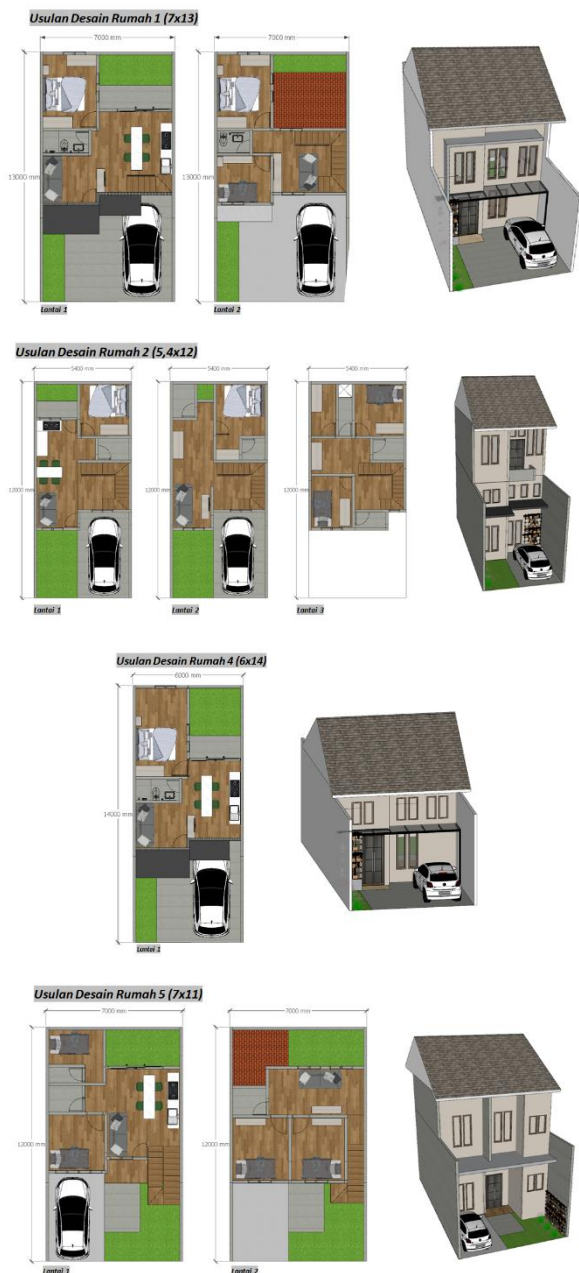 Usulan Desain Rumah 1 (7x13)
7000 mm
7000 mm
13000 mm
13000 mm
Lantai 1
Lantai 2
Usulan Desain Rumah 2 (5,4x12)
5400 mm
5400 mm
5400 mm
12000 mm
12000 mm
12000 mm
Lantai 1
Lantai 2
Lantai 3
Usulan Desain Rumah 4 (6x14)
6000 mm
14000 mm
Lantai 1
Usulan Desain Rumah 5 (7x11)
7000 mm
7000 mm
12000 mm
12000 mm
Lantai 1
Lantai 2